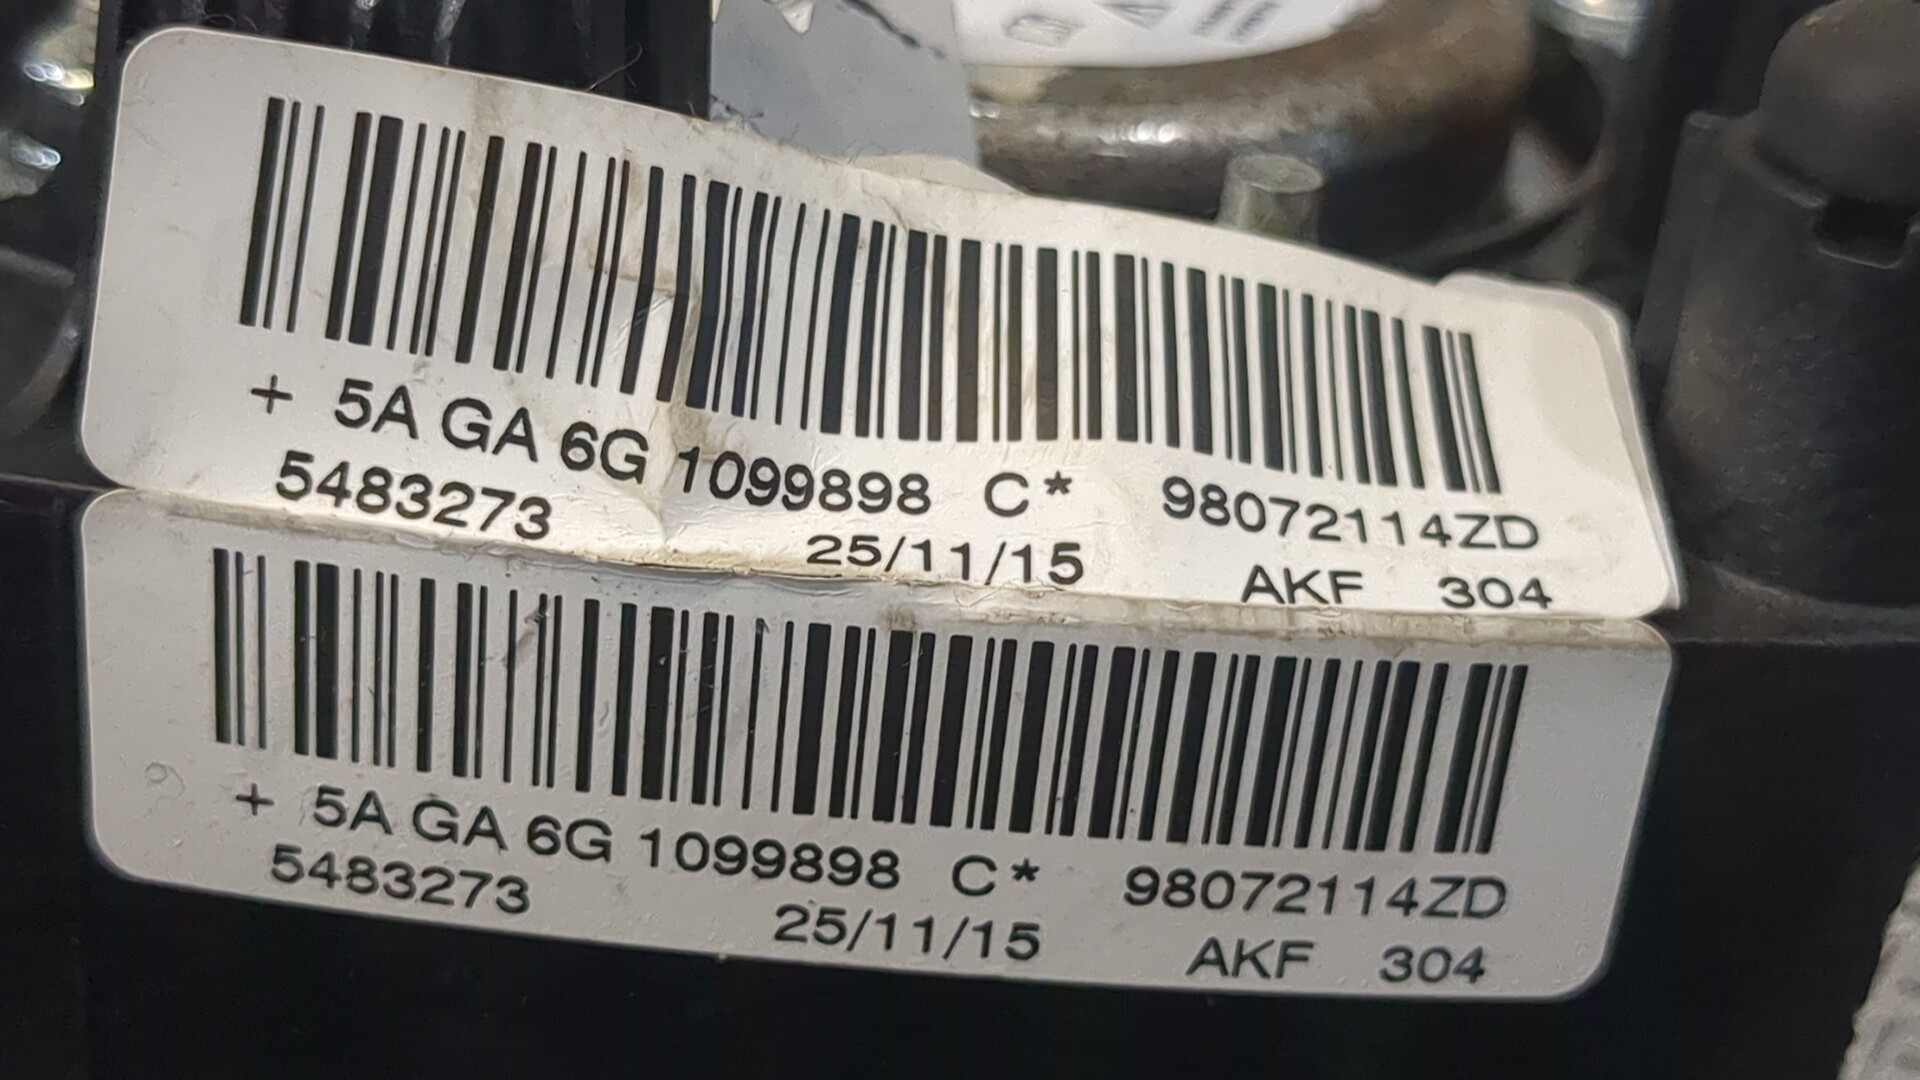 + 5A GA 6G 1099898 C* 98072114ZD
5483273 25/11/15 AKF 304
+ 5A GA 6G 1099898 C* 98072114ZD
5483273 25/11/15 AKF 304